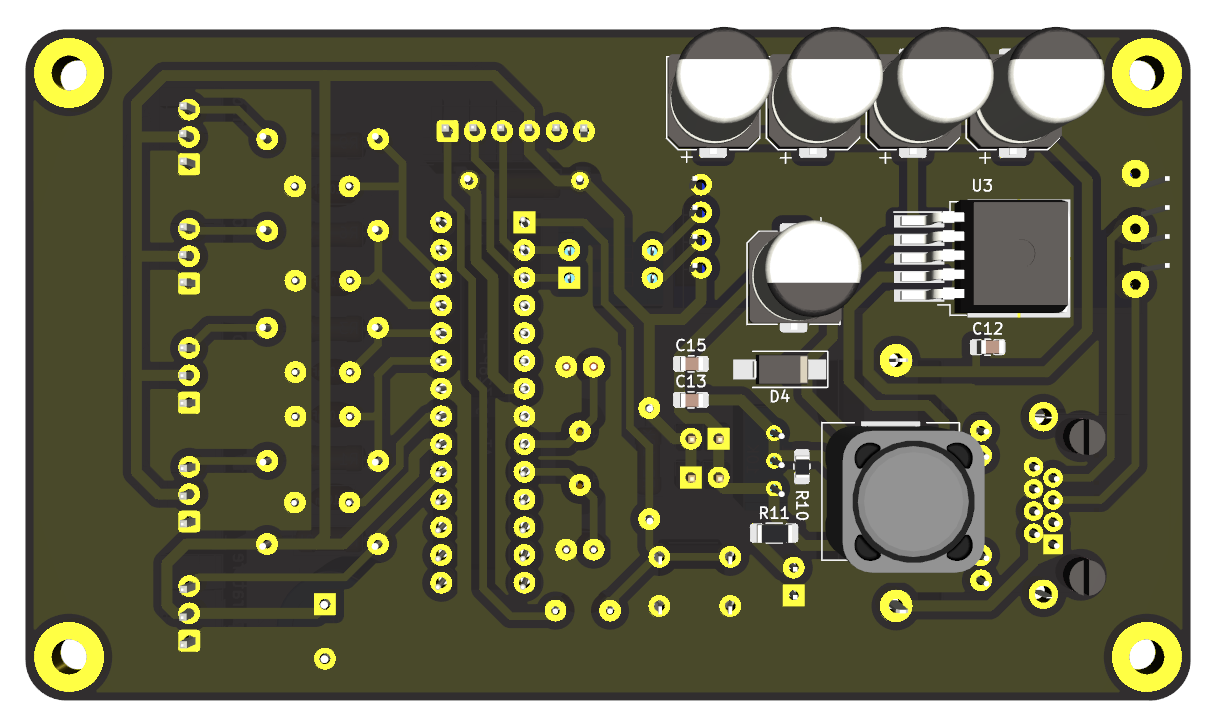 + + + +
U3
C12
C15
C13
D4
R10
R11